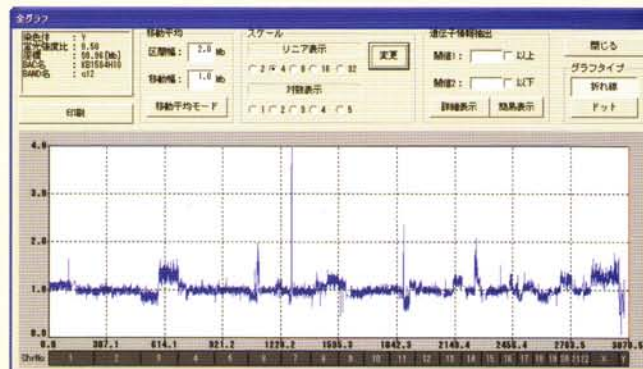 全グラフ
染色体 : Y
蛍光強度比 : 0.50
座標 : 50.96[Mb]
BAC名
BAND名 : q12
印刷
移動平均
区間幅: 2.0 Mb
移動幅: 1.0 Mb
移動平均モード
スケール
リニア表示
2 4 8 16 32
対数表示
1 2 3 4 5
変更
遺伝子情報抽出
閾値1: 以上
閾値2: 以下
詳細表示 簡易表示
閉じる
グラフタイプ
折れ線
ドット
4.0
3.0
2.0
1.0
0.0
0.0 307.1 614.1 921.2 1228.2 1535.3 1842.3 2149.4 2456.4 2763.5 3070.5
ChrNo 1 2 3 4 5 6 7 8 9 10 11 12 13 14 15 16 17 18 19 20 21 22 X Y